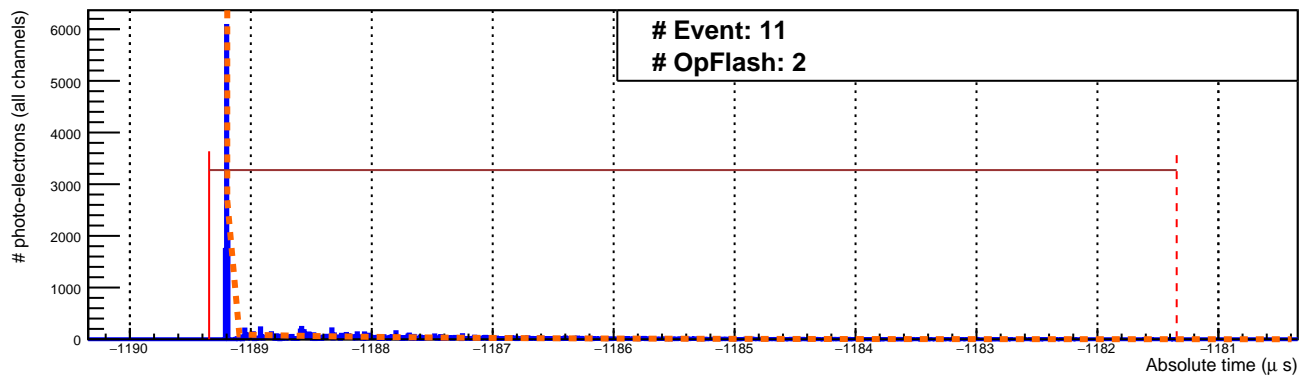 # Event: 11
# OpFlash: 2
# photo-electrons (all channels)
6000
5000
4000
3000
2000
1000
0
−1190 −1189 −1188 −1187 −1186 −1185 −1184 −1183 −1182 −1181
Absolute time (μ s)